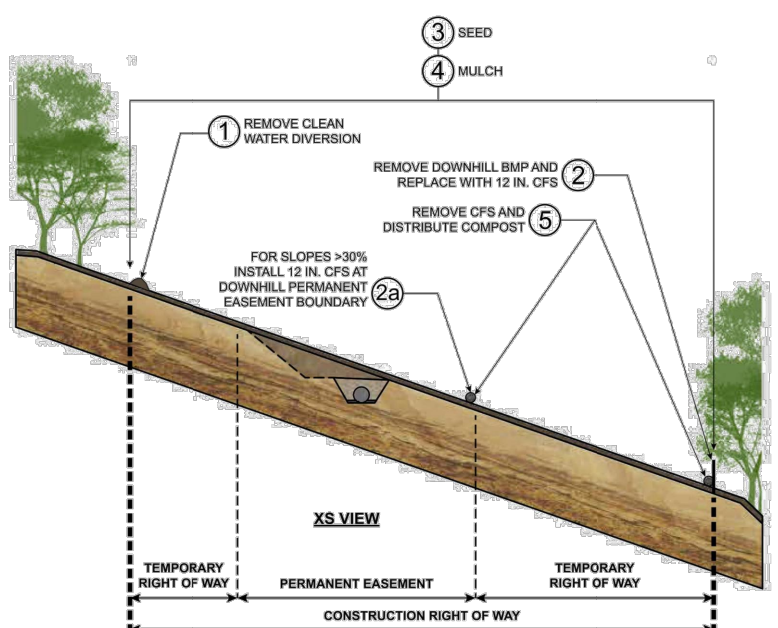 3 SEED
4 MULCH
1 REMOVE CLEAN
WATER DIVERSION
REMOVE DOWNHILL BMP AND
REPLACE WITH 12 IN. CFS 2
REMOVE CFS AND
DISTRIBUTE COMPOST 5
FOR SLOPES >30%
INSTALL 12 IN. CFS AT
DOWNHILL PERMANENT
EASEMENT BOUNDARY 2a
XS VIEW
TEMPORARY
RIGHT OF WAY
PERMANENT EASEMENT
TEMPORARY
RIGHT OF WAY
CONSTRUCTION RIGHT OF WAY